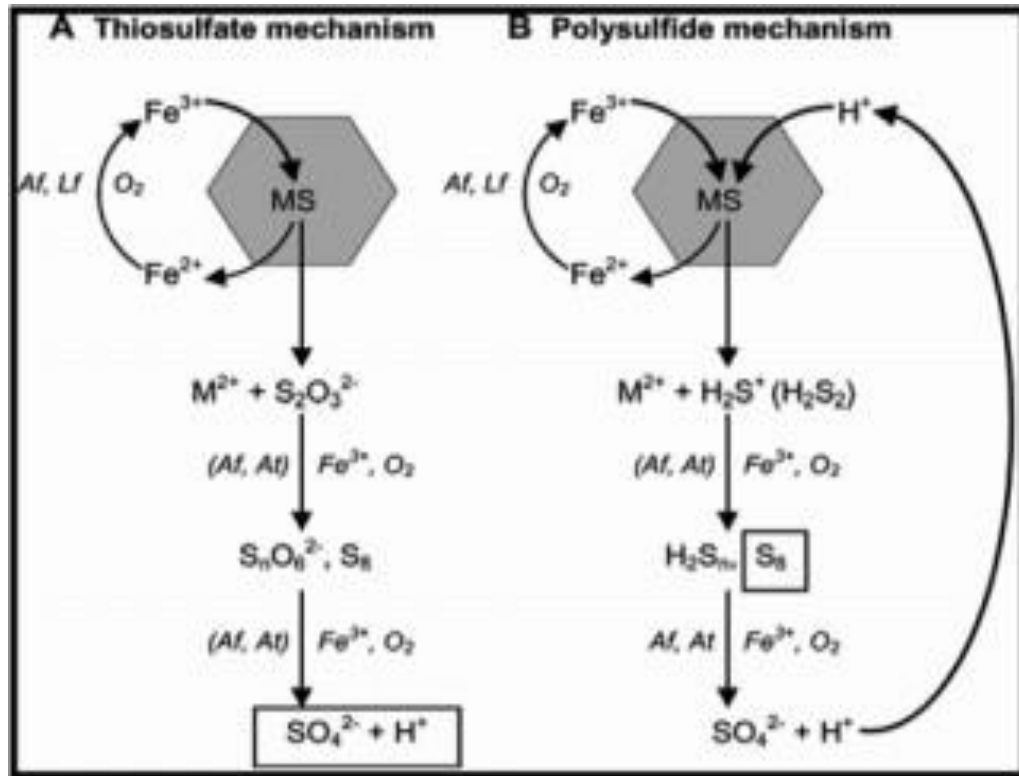 A Thiosulfate mechanism
Fe³⁺
Af, Lf
O₂
MS
Fe²⁺
M²⁺ + S₂O₃²⁻
(Af, At) Fe³⁺, O₂
SₙO₆²⁻, S₈
(Af, At) Fe³⁺, O₂
SO₄²⁻ + H⁺
B Polysulfide mechanism
Fe³⁺
H⁺
Af, Lf
O₂
MS
Fe²⁺
M²⁺ + H₂S⁺ (H₂S₂)
(Af, At) Fe³⁺, O₂
H₂Sₙ, S₈
Af, At Fe³⁺, O₂
SO₄²⁻ + H⁺